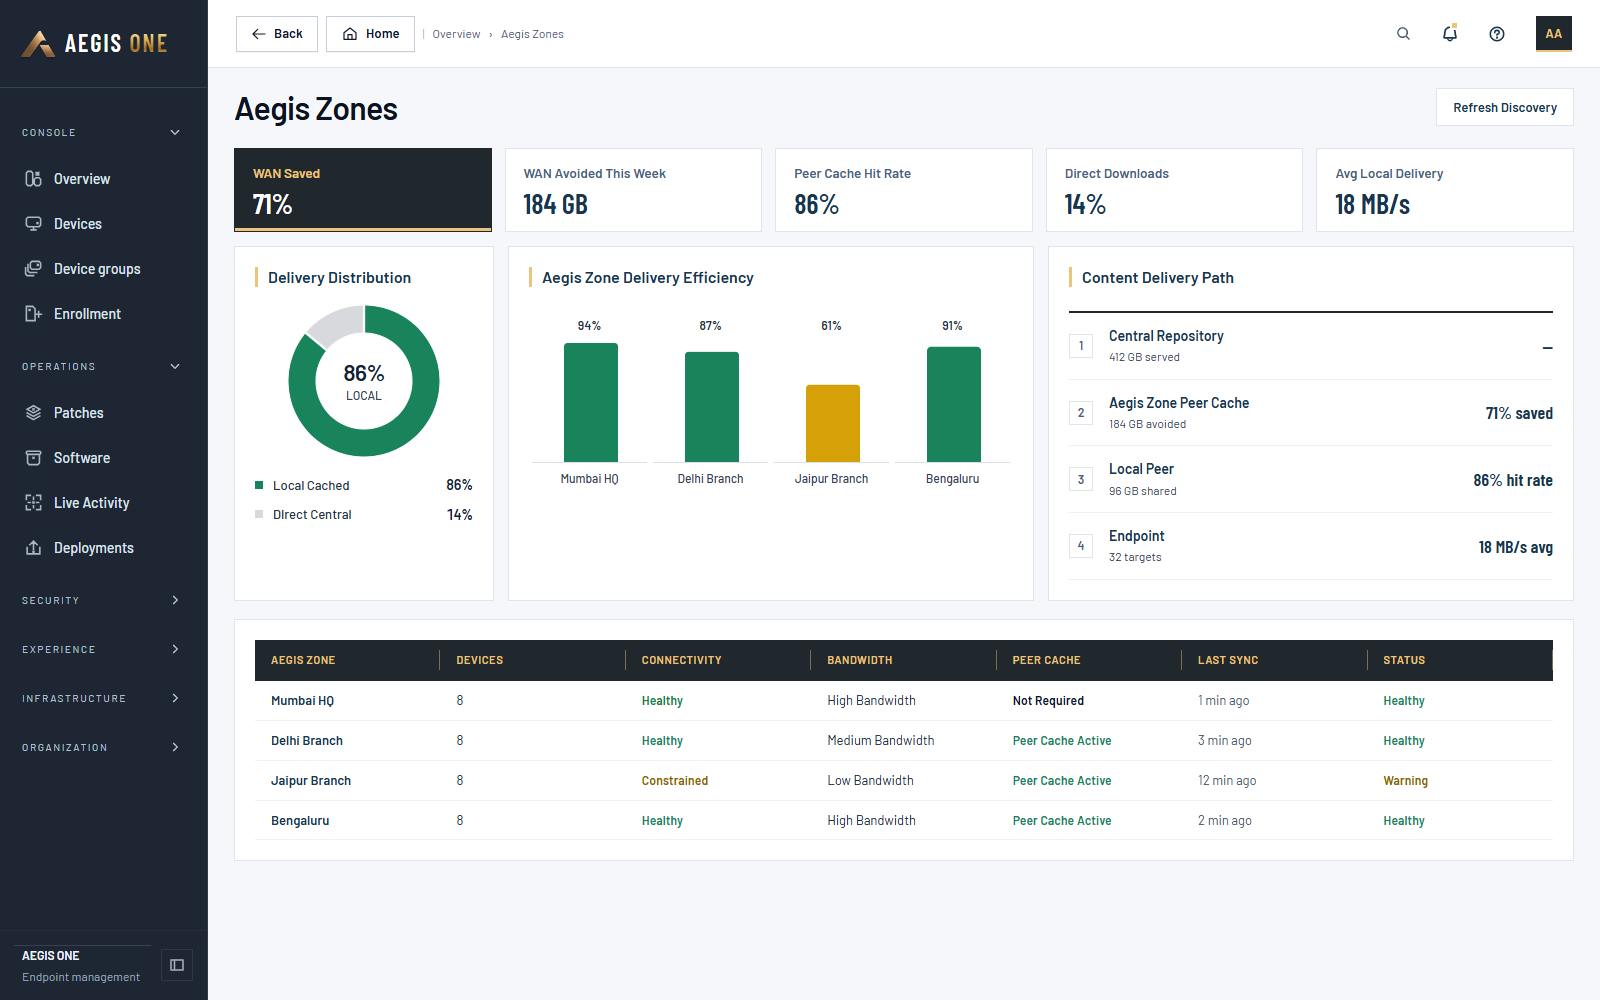 AEGIS ONE
Back
Home
Overview › Aegis Zones
AA
CONSOLE
Overview
Devices
Device groups
Enrollment
OPERATIONS
Patches
Software
Live Activity
Deployments
SECURITY
EXPERIENCE
INFRASTRUCTURE
ORGANIZATION
AEGIS ONE
Endpoint management
Aegis Zones
Refresh Discovery
WAN Saved
71%
WAN Avoided This Week
184 GB
Peer Cache Hit Rate
86%
Direct Downloads
14%
Avg Local Delivery
18 MB/s
Delivery Distribution
86%
LOCAL
Local Cached 86%
DIrect Central 14%
Aegis Zone Delivery Efficiency
94% 87% 61% 91%
Mumbai HQ Delhi Branch Jaipur Branch Bengaluru
Content Delivery Path
1 Central Repository
412 GB served
—
2 Aegis Zone Peer Cache
184 GB avoided
71% saved
3 Local Peer
96 GB shared
86% hit rate
4 Endpoint
32 targets
18 MB/s avg
AEGIS ZONE DEVICES CONNECTIVITY BANDWIDTH PEER CACHE LAST SYNC STATUS
Mumbai HQ 8 Healthy High Bandwidth Not Required 1 min ago Healthy
Delhi Branch 8 Healthy Medium Bandwidth Peer Cache Active 3 min ago Healthy
Jaipur Branch 8 Constrained Low Bandwidth Peer Cache Active 12 min ago Warning
Bengaluru 8 Healthy High Bandwidth Peer Cache Active 2 min ago Healthy